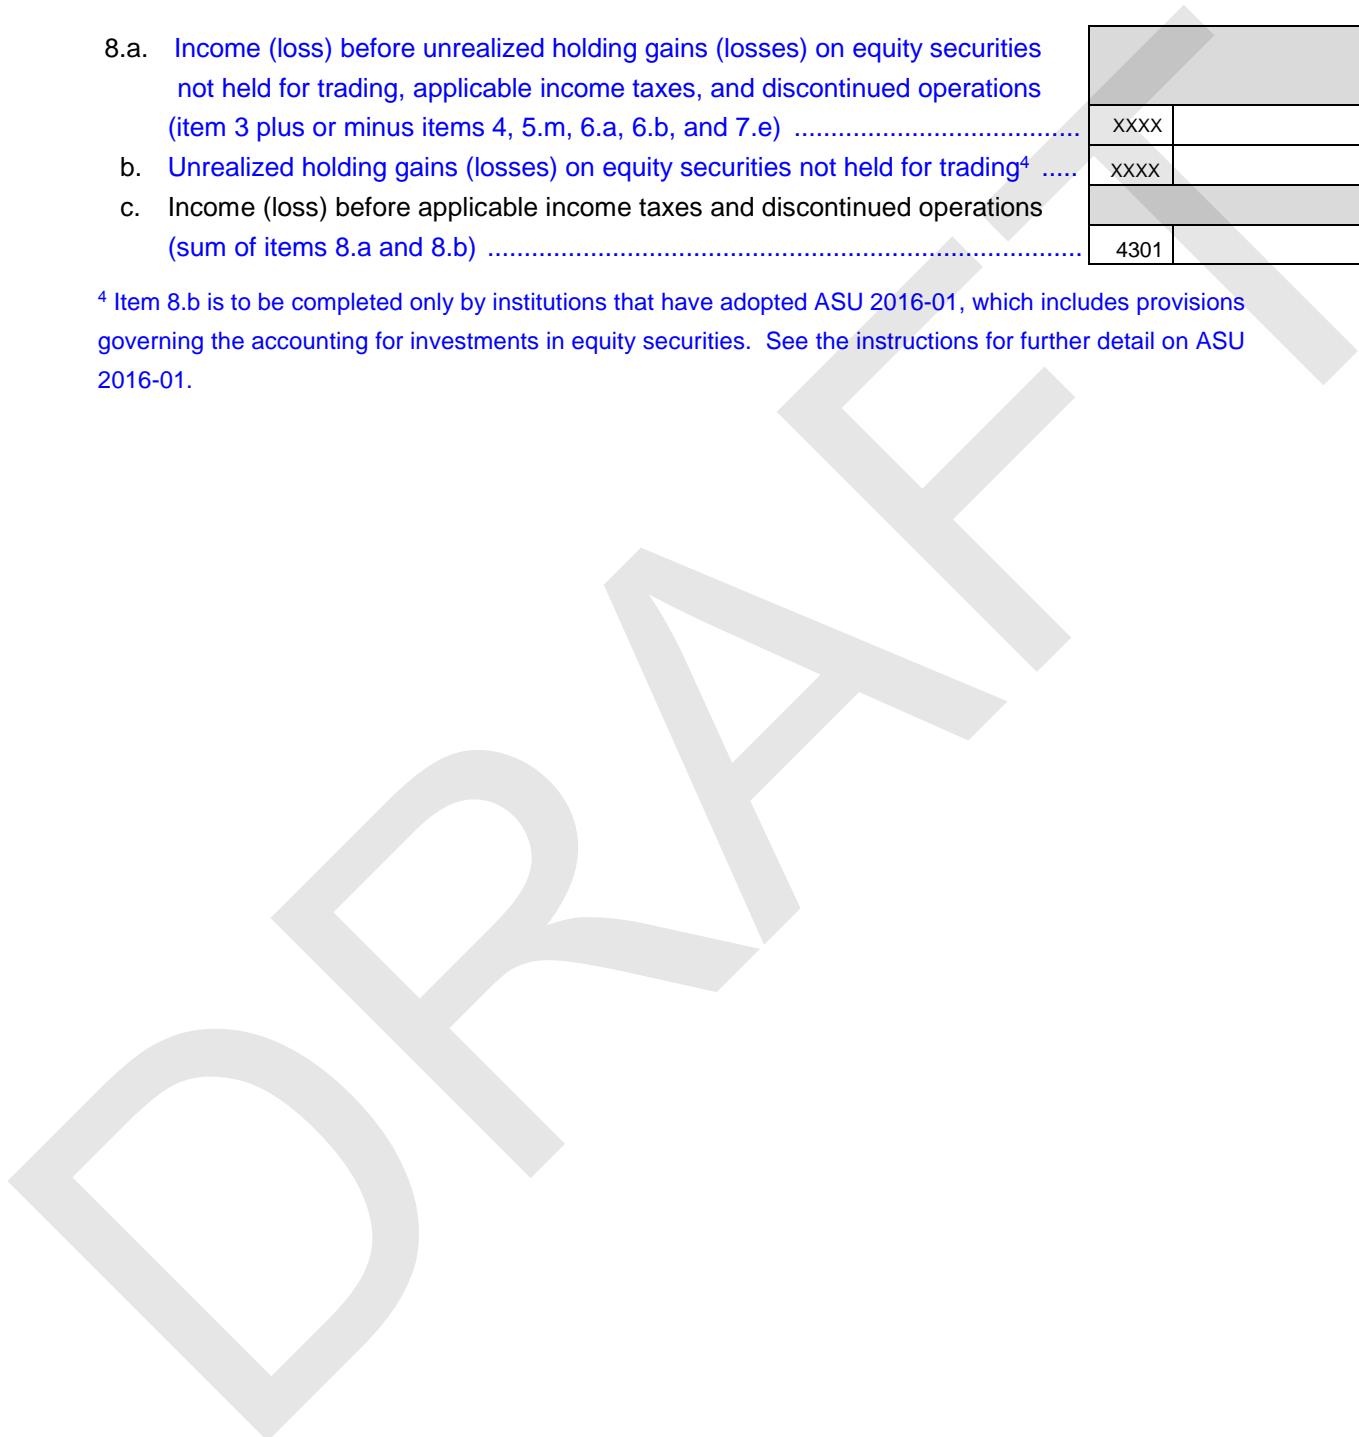 8.a. Income (loss) before unrealized holding gains (losses) on equity securities
not held for trading, applicable income taxes, and discontinued operations
(item 3 plus or minus items 4, 5.m, 6.a, 6.b, and 7.e) ....................................... XXXX
b. Unrealized holding gains (losses) on equity securities not held for trading⁴ ..... XXXX
c. Income (loss) before applicable income taxes and discontinued operations
(sum of items 8.a and 8.b) ................................................................................. 4301
⁴ Item 8.b is to be completed only by institutions that have adopted ASU 2016-01, which includes provisions
governing the accounting for investments in equity securities. See the instructions for further detail on ASU
2016-01.
DRAFT